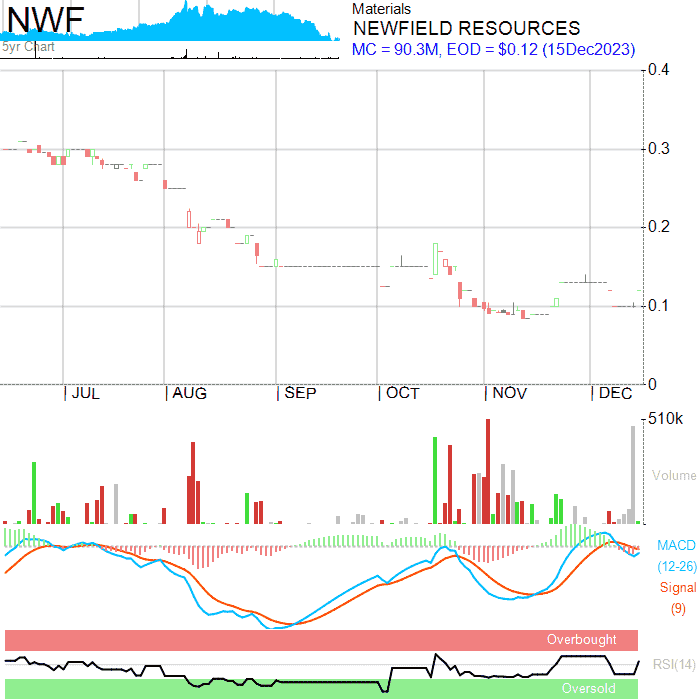 NWF
5yr Chart
Materials
NEWFIELD RESOURCES
MC = 90.3M, EOD = $0.12 (15Dec2023)
0.4
0.3
0.2
0.1
0
| JUL | AUG | SEP | OCT | NOV | DEC
510k
Volume
MACD
(12-26)
Signal
(9)
Overbought
RSI(14)
Oversold